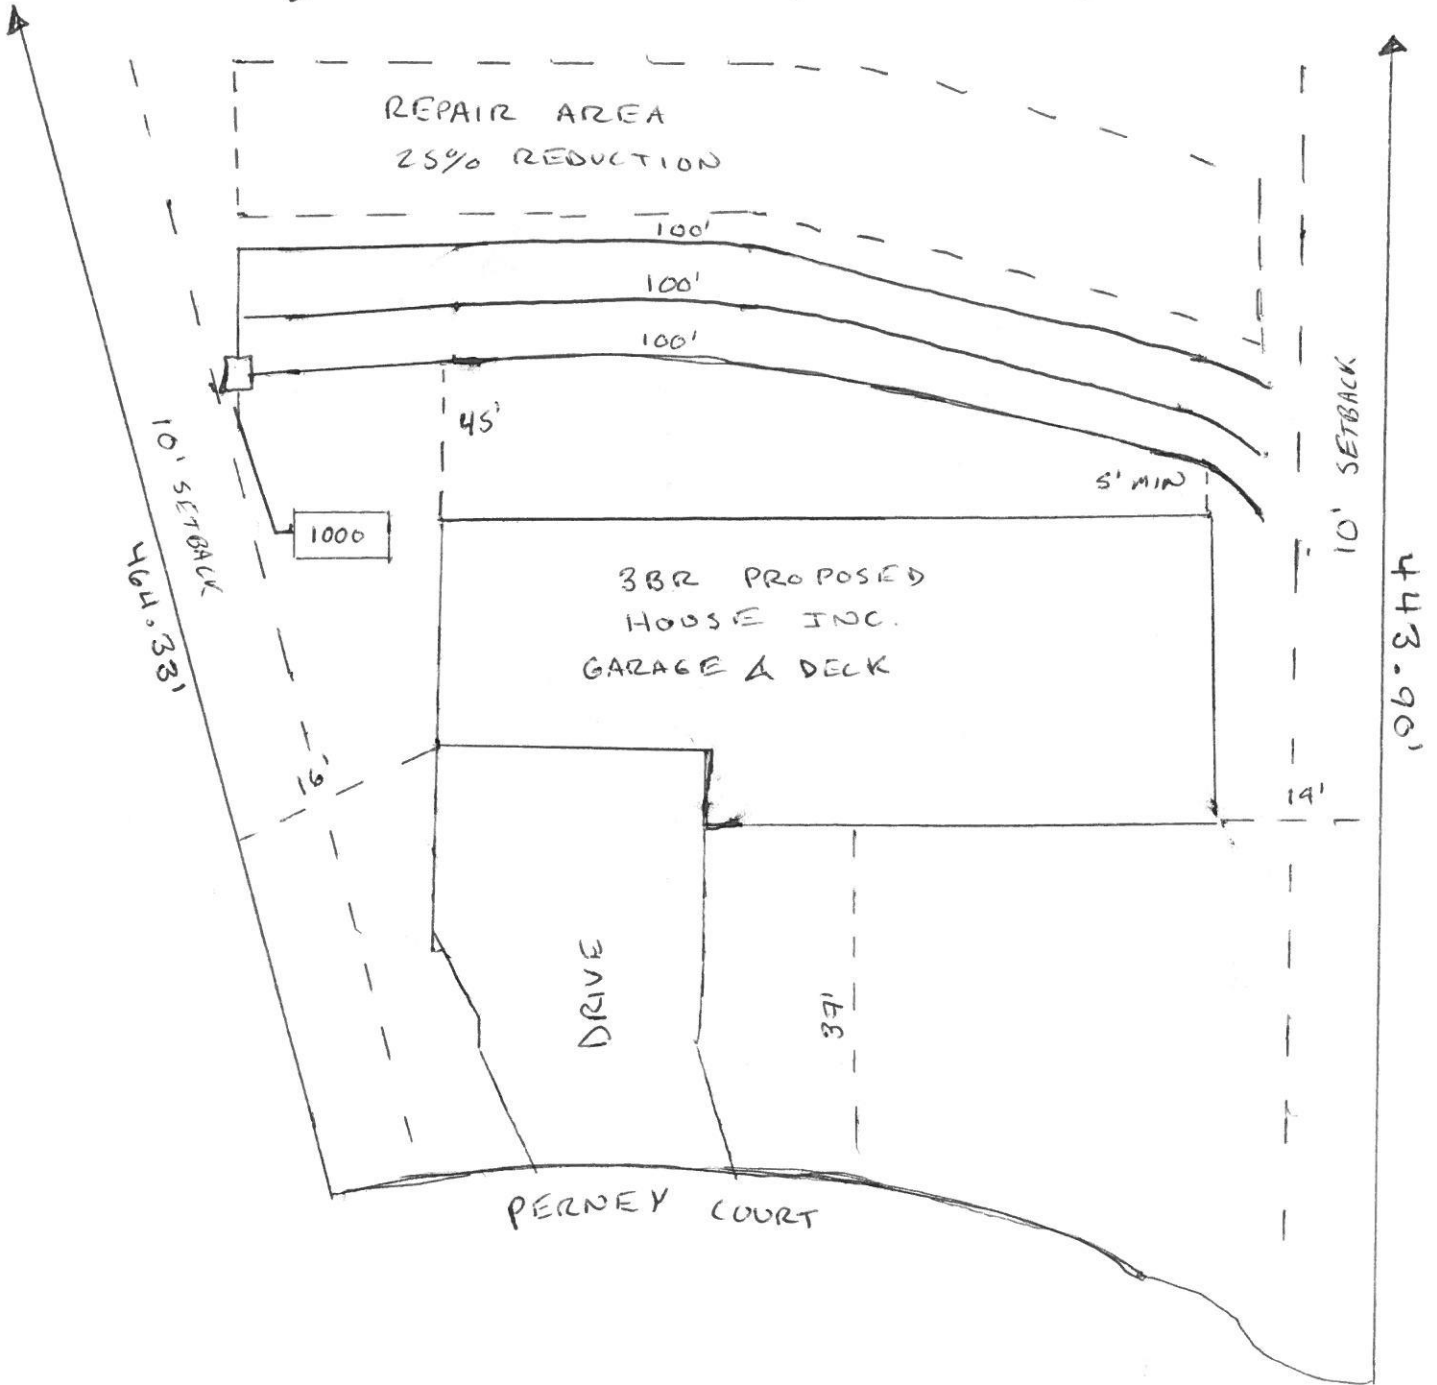 REPAIR AREA
25% REDUCTION
100'
100'
100'
45'
5' MIN
10' SETBACK
10' SETBACK
1000
464.33'
443.90'
3BR PROPOSED
HOUSE INC.
GARAGE & DECK
16'
14'
DRIVE
37'
PERNEY COURT